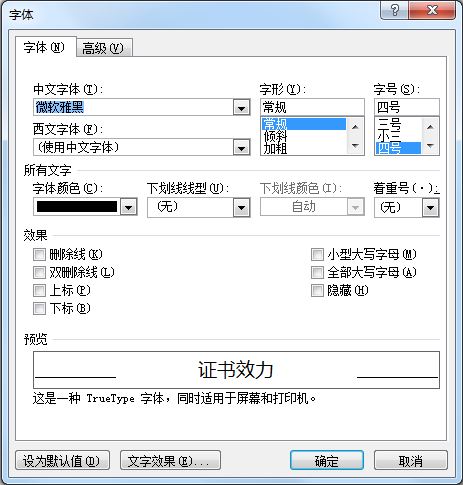 字体
字体(N) 高级(V)
中文字体(T): 字形(Y): 字号(S):
微软雅黑 常规 四号
西文字体(F): 常规 三号
(使用中文字体) 倾斜 小三
加粗 四号
所有文字
字体颜色(C): 下划线线型(U): 下划线颜色(I): 着重号(·):
(无) 自动 (无)
效果
删除线(K) 小型大写字母(M)
双删除线(L) 全部大写字母(A)
上标(P) 隐藏(H)
下标(B)
预览
证书效力
这是一种 TrueType 字体，同时适用于屏幕和打印机。
设为默认值(D) 文字效果(E)... 确定 取消